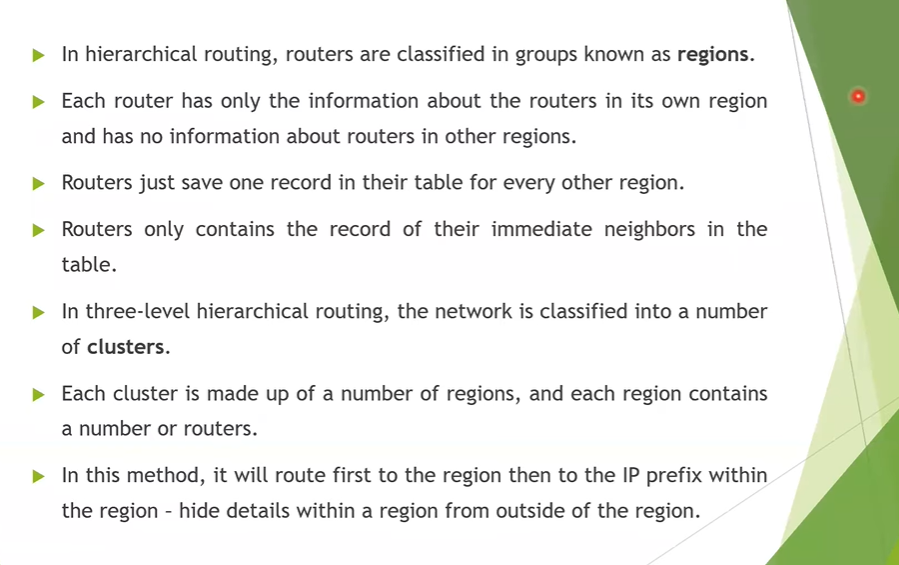 In hierarchical routing, routers are classified in groups known as regions.
Each router has only the information about the routers in its own region
and has no information about routers in other regions.
Routers just save one record in their table for every other region.
Routers only contains the record of their immediate neighbors in the
table.
In three-level hierarchical routing, the network is classified into a number
of clusters.
Each cluster is made up of a number of regions, and each region contains
a number or routers.
In this method, it will route first to the region then to the IP prefix within
the region – hide details within a region from outside of the region.